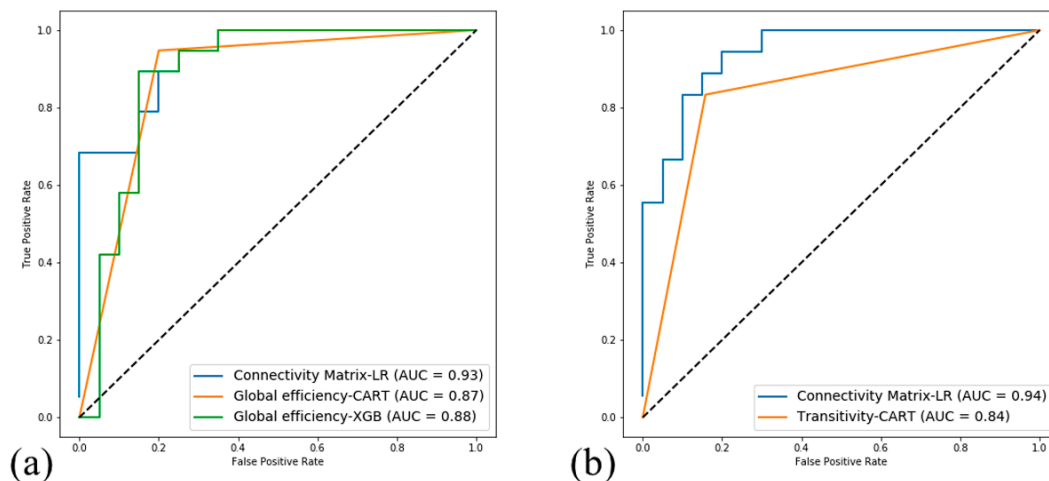 1.0
0.8
0.6
0.4
0.2
0.0
True Positive Rate
Connectivity Matrix-LR (AUC = 0.93)
Global efficiency-CART (AUC = 0.87)
Global efficiency-XGB (AUC = 0.88)
0.0 0.2 0.4 0.6 0.8 1.0
False Positive Rate
(a)
1.0
0.8
0.6
0.4
0.2
0.0
True Positive Rate
Connectivity Matrix-LR (AUC = 0.94)
Transitivity-CART (AUC = 0.84)
0.0 0.2 0.4 0.6 0.8 1.0
False Positive Rate
(b)